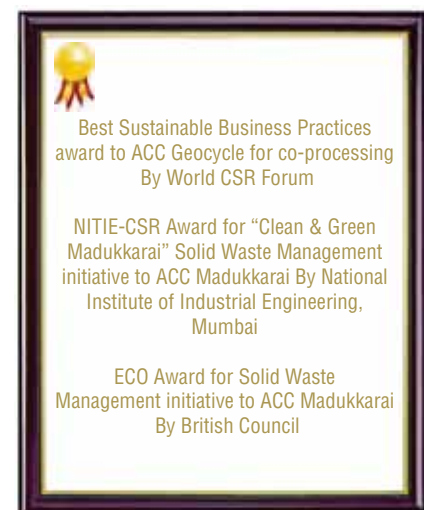 Best Sustainable Business Practices
award to ACC Geocycle for co-processing
By World CSR Forum
NITIE-CSR Award for “Clean & Green
Madukkarai” Solid Waste Management
initiative to ACC Madukkarai By National
Institute of Industrial Engineering,
Mumbai
ECO Award for Solid Waste
Management initiative to ACC Madukkarai
By British Council